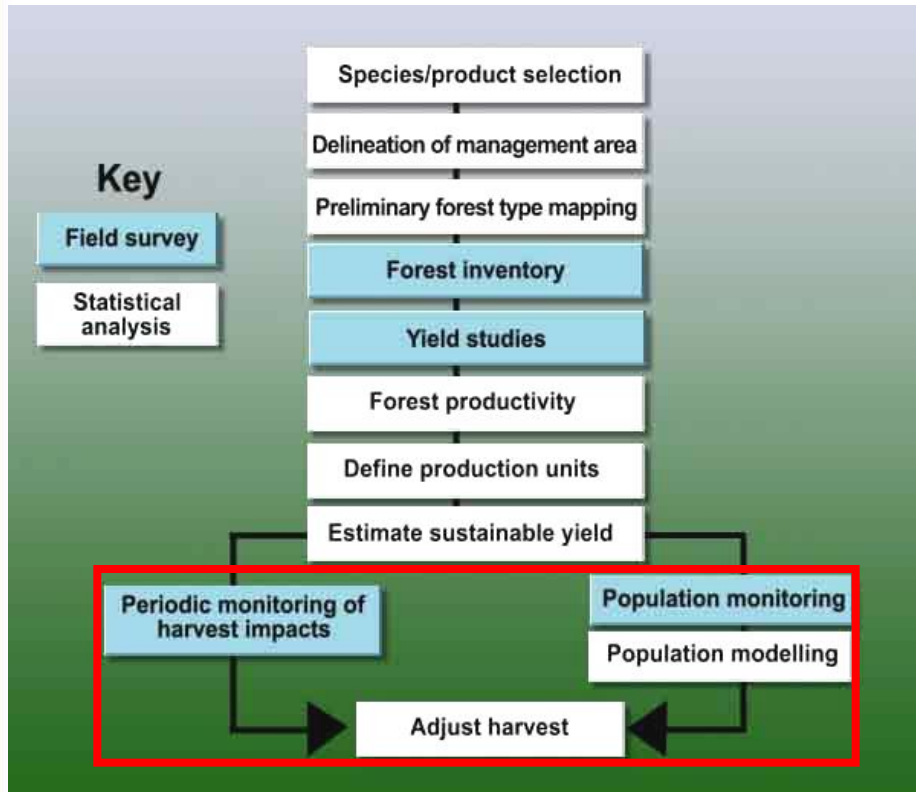 Species/product selection
Delineation of management area
Key
Preliminary forest type mapping
Field survey
Forest inventory
Statistical
analysis
Yield studies
Forest productivity
Define production units
Estimate sustainable yield
Periodic monitoring of
harvest impacts
Population monitoring
Population modelling
Adjust harvest